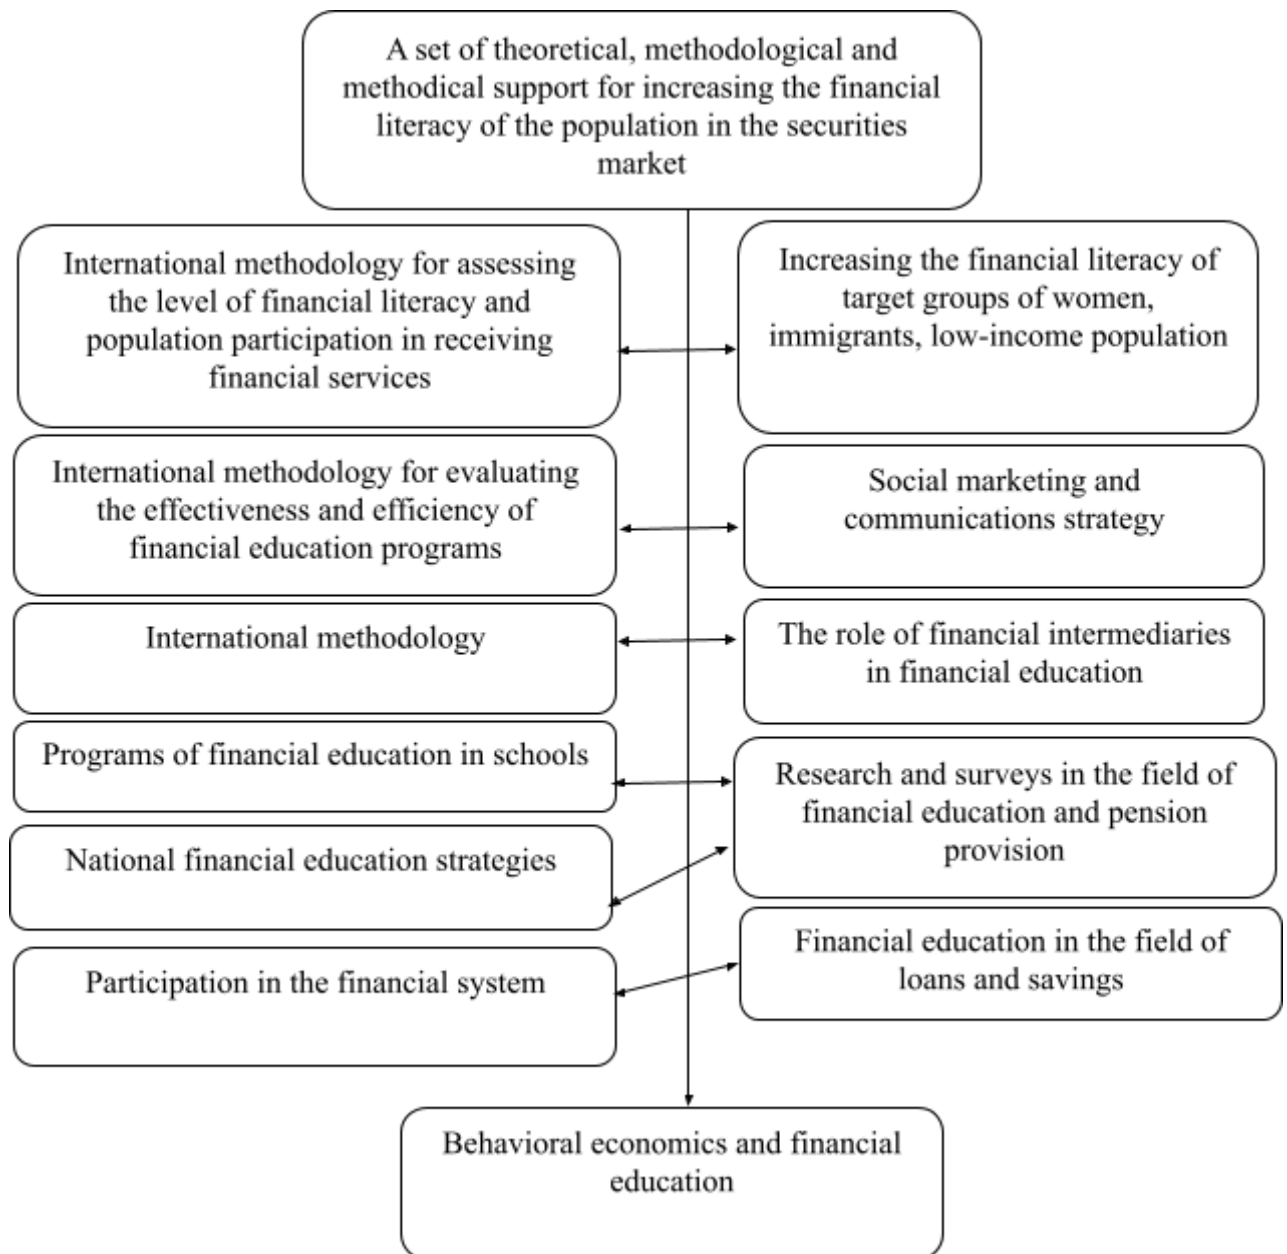 A set of theoretical, methodological and
methodical support for increasing the financial
literacy of the population in the securities
market
International methodology for assessing
the level of financial literacy and
population participation in receiving
financial services
Increasing the financial literacy of
target groups of women,
immigrants, low-income population
International methodology for evaluating
the effectiveness and efficiency of
financial education programs
Social marketing and
communications strategy
International methodology
The role of financial intermediaries
in financial education
Programs of financial education in schools
Research and surveys in the field of
financial education and pension
provision
National financial education strategies
Participation in the financial system
Financial education in the field of
loans and savings
Behavioral economics and financial
education